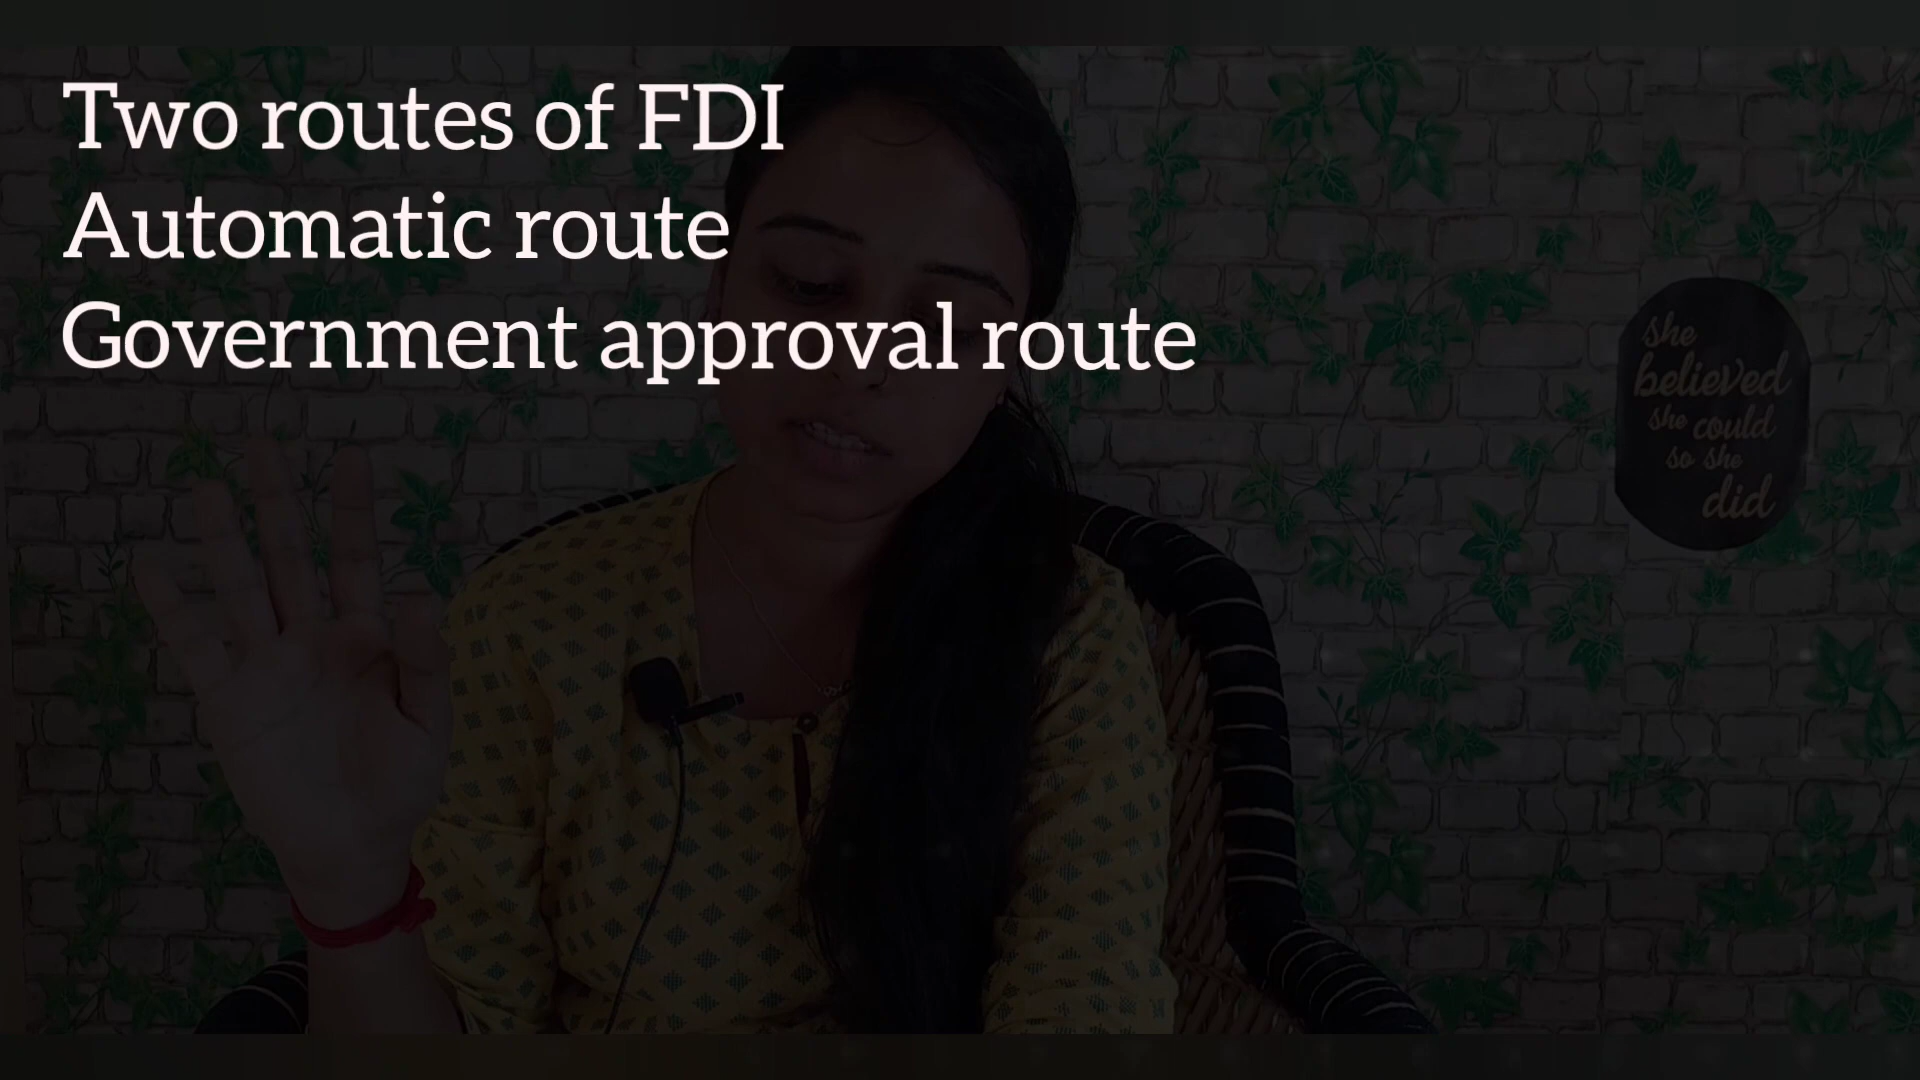 Two routes of FDI
Automatic route
Government approval route
she
believed
she could
so she
did